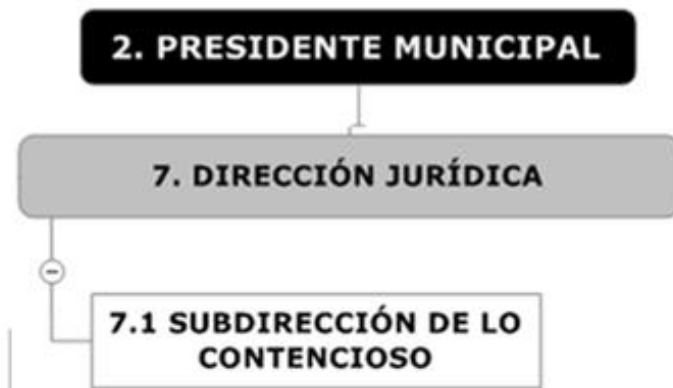 2. PRESIDENTE MUNICIPAL
7. DIRECCIÓN JURÍDICA
7.1 SUBDIRECCIÓN DE LO
CONTENCIOSO